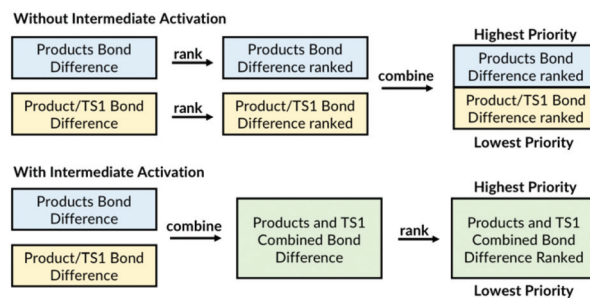 Without Intermediate Activation
Products Bond
Difference
rank
Products Bond
Difference ranked
Product/TS1 Bond
Difference
rank
Product/TS1 Bond
Difference ranked
combine
Highest Priority
Products Bond
Difference ranked
Product/TS1 Bond
Difference ranked
Lowest Priority
With Intermediate Activation
Products Bond
Difference
Product/TS1 Bond
Difference
combine
Products and TS1
Combined Bond
Difference
rank
Highest Priority
Products and TS1
Combined Bond
Difference Ranked
Lowest Priority